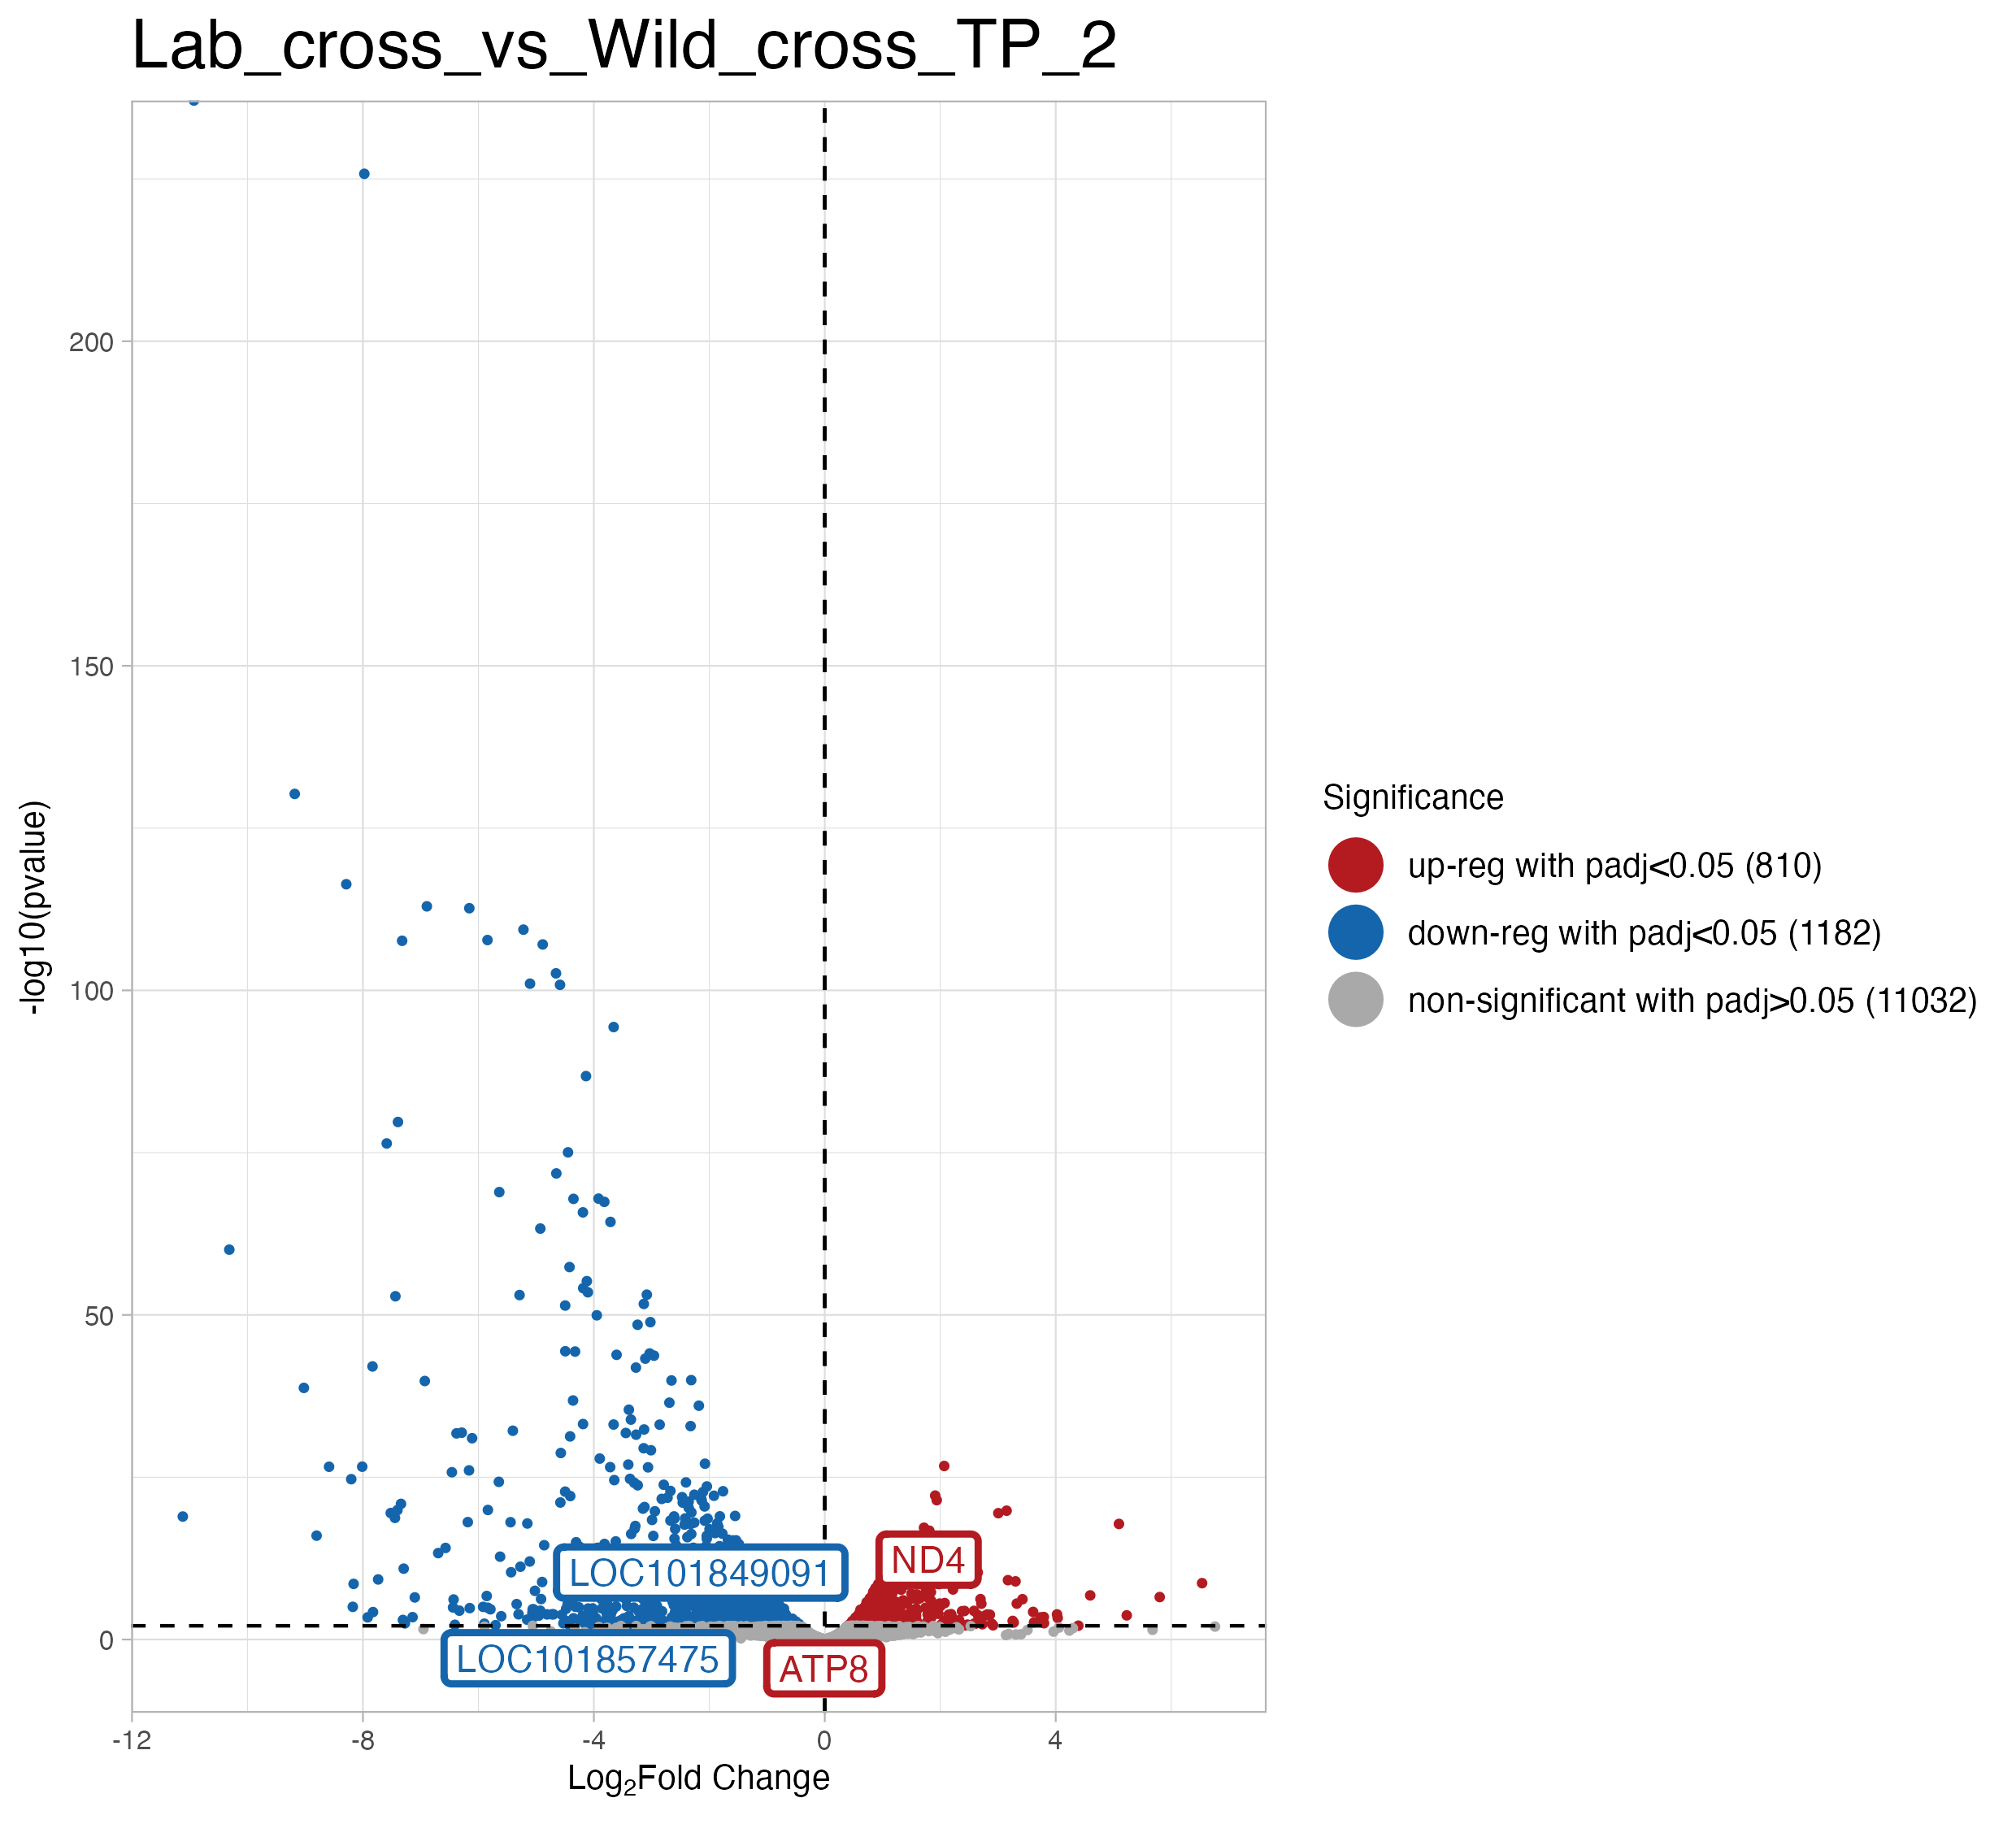 Lab_cross_vs_Wild_cross_TP_2
200
150
100
50
0
-log10(pvalue)
-12
-8
-4
0
4
Log₂Fold Change
LOC101849091
ND4
LOC101857475
ATP8
Significance
up-reg with padj<0.05 (810)
down-reg with padj<0.05 (1182)
non-significant with padj>0.05 (11032)